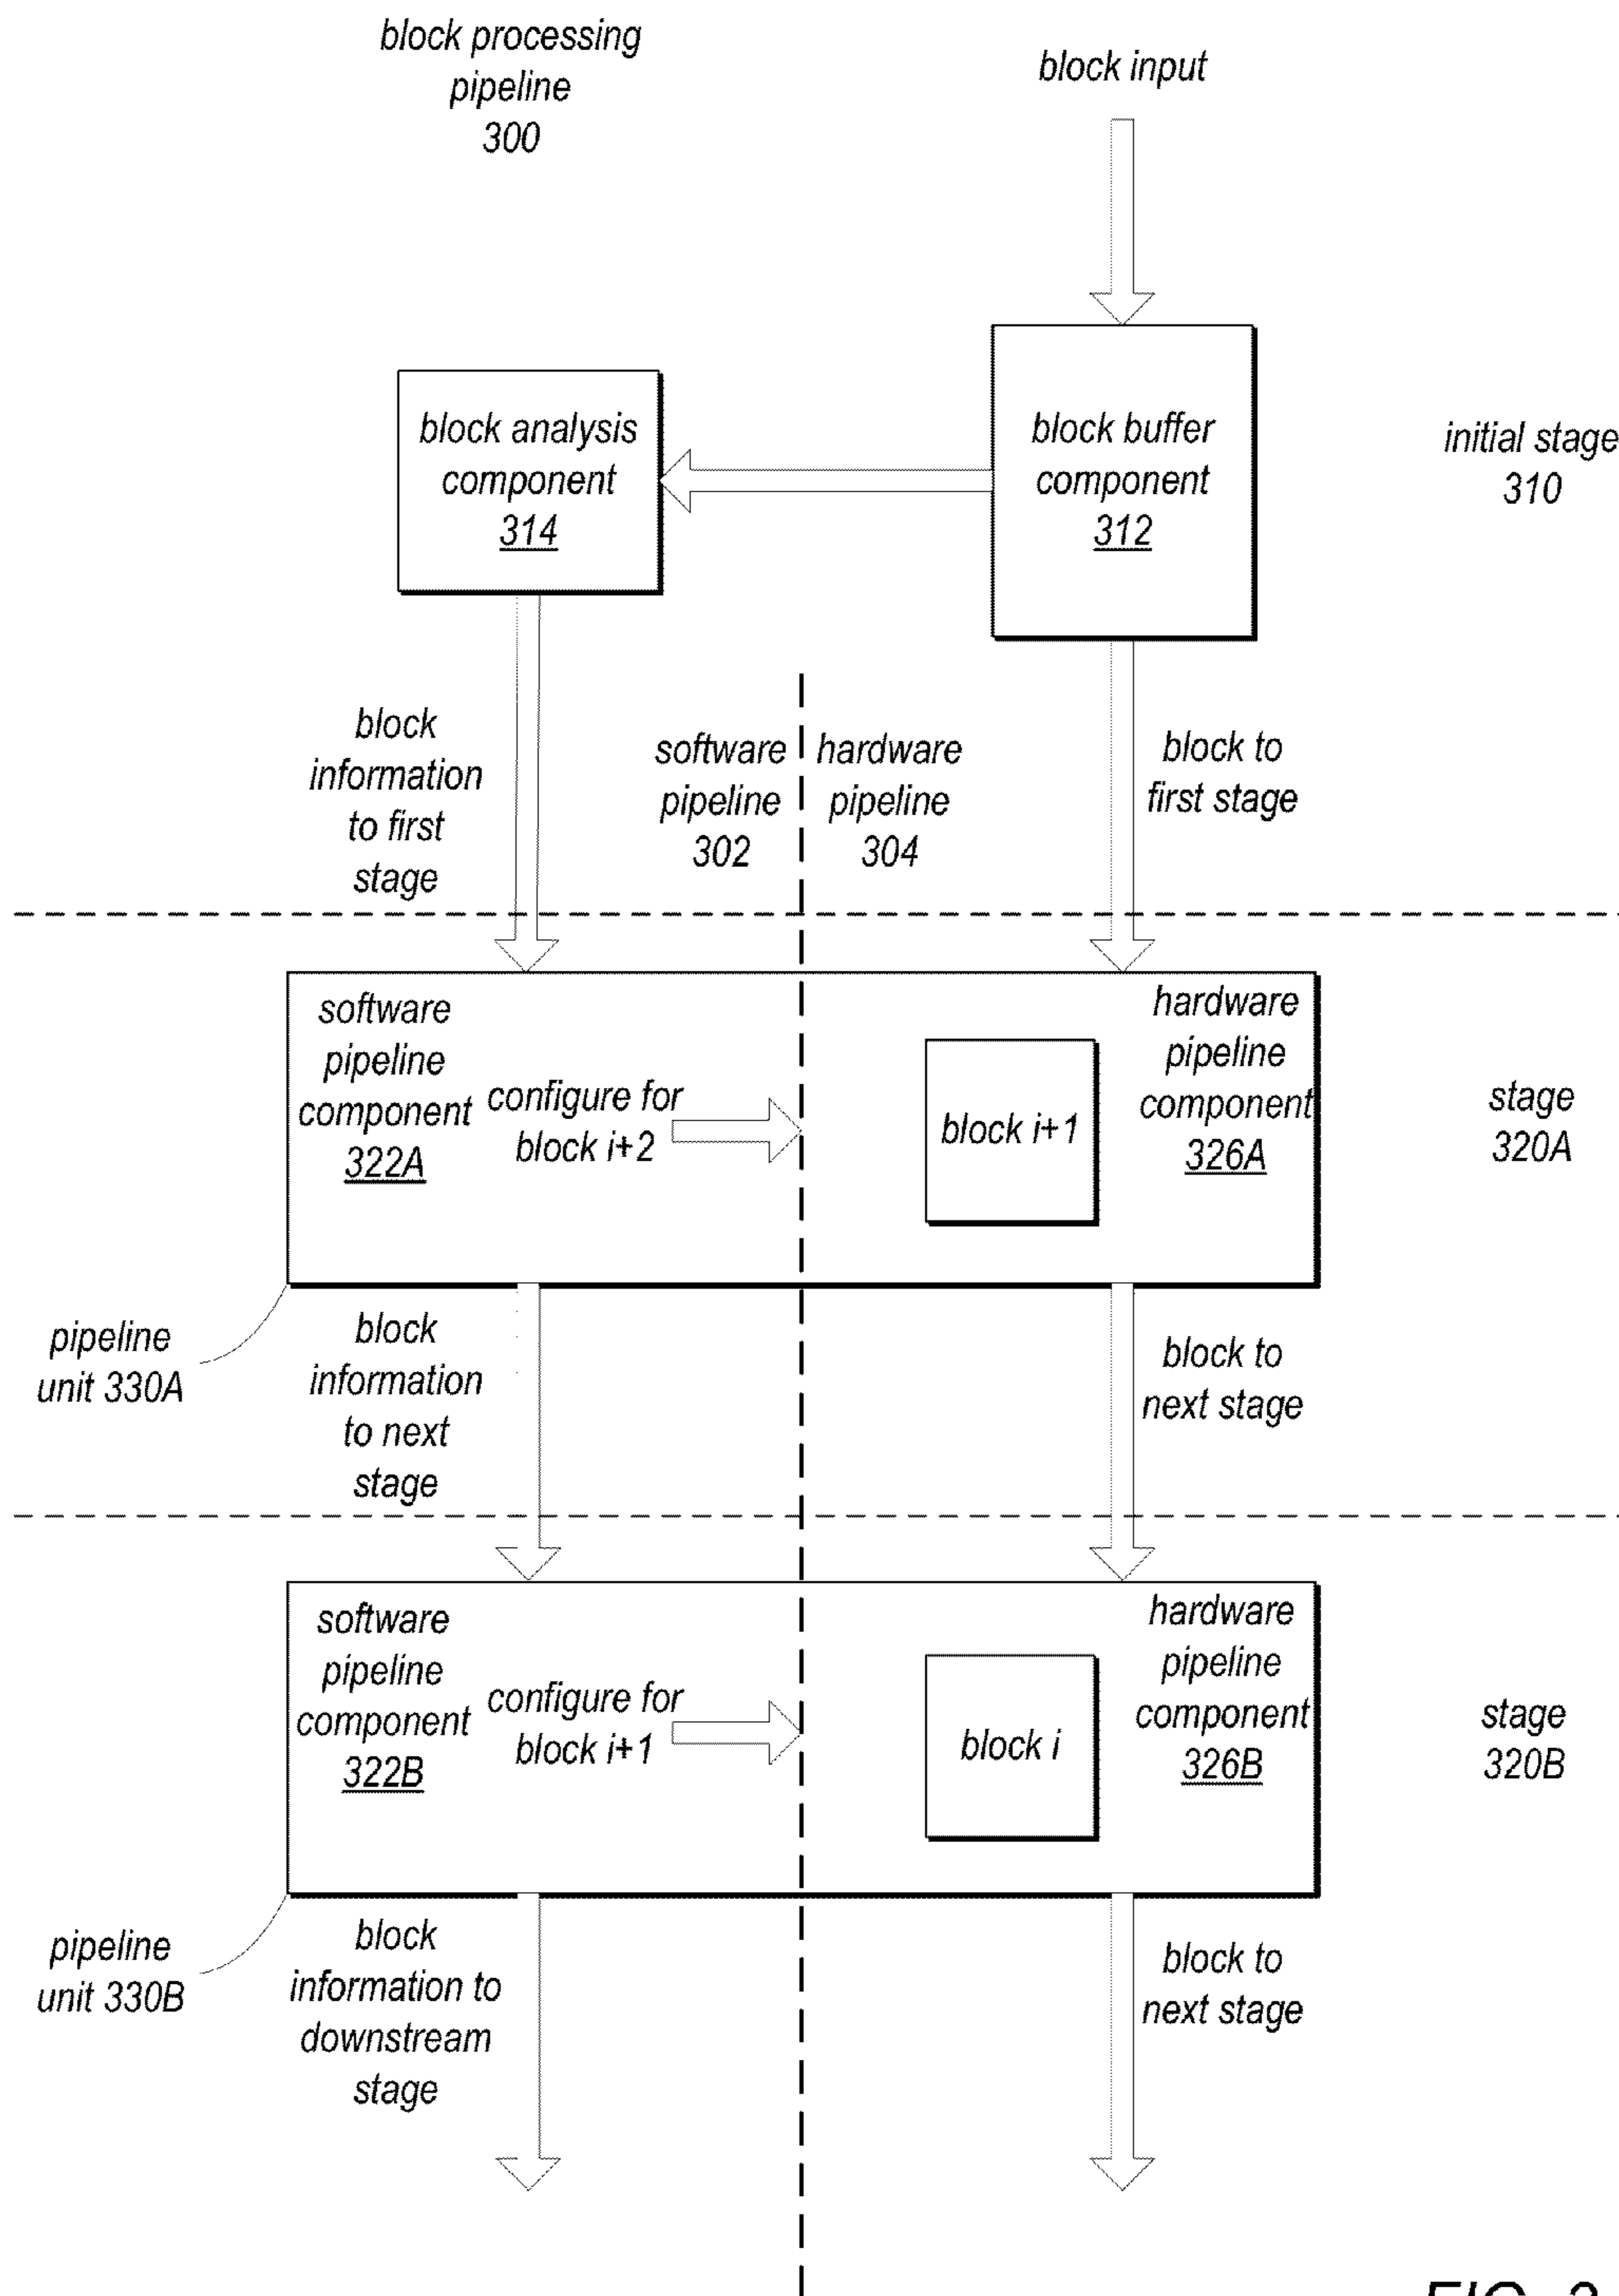 block processing
pipeline
300
block input
block analysis
component
314
block buffer
component
312
initial stage
310
block
information
to first
stage
software
pipeline
302
hardware
pipeline
304
block to
first stage
software
pipeline
component
322A
configure for
block i+2
block i+1
hardware
pipeline
component
326A
stage
320A
pipeline
unit 330A
block
information
to next
stage
block to
next stage
software
pipeline
component
322B
configure for
block i+1
block i
hardware
pipeline
component
326B
stage
320B
pipeline
unit 330B
block
information to
downstream
stage
block to
next stage